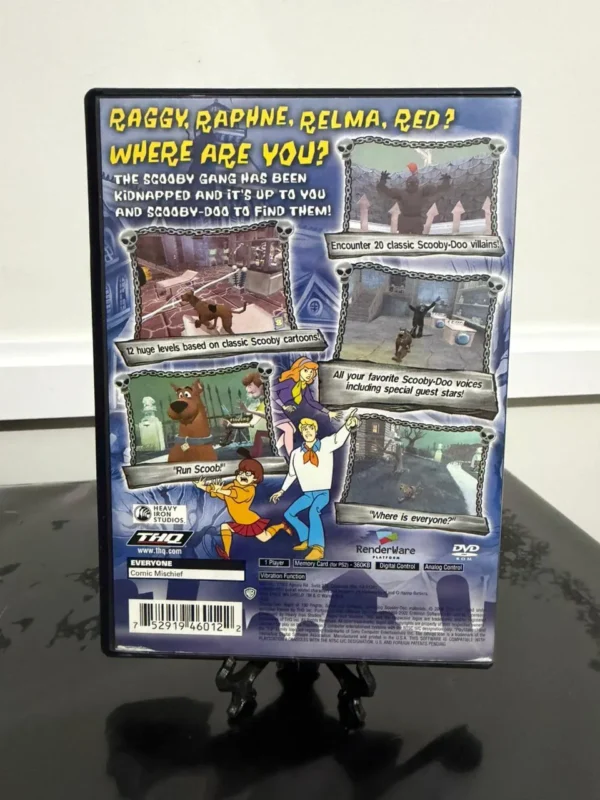 RAGGY, RAPHNE, RELMA, RED?
WHERE ARE YOU?
THE SCOOBY GANG HAS BEEN
KIDNAPPED AND IT'S UP TO YOU
AND SCOOBY-DOO TO FIND THEM!
Encounter 20 classic Scooby-Doo villains!
12 huge levels based on classic Scooby cartoons!
All your favorite Scooby-Doo voices
including special guest stars!
"Run Scoob!"
"Where is everyone?"
HEAVY
IRON
STUDIOS
THQ
www.thq.com
RenderWare
PLATFORM
DVD
EVERYONE
Comic Mischief
1 Player
Memory Card (for PS2) - 360KB
Digital Control
Analog Control
Vibration Function
WB
7 52919 46012 2